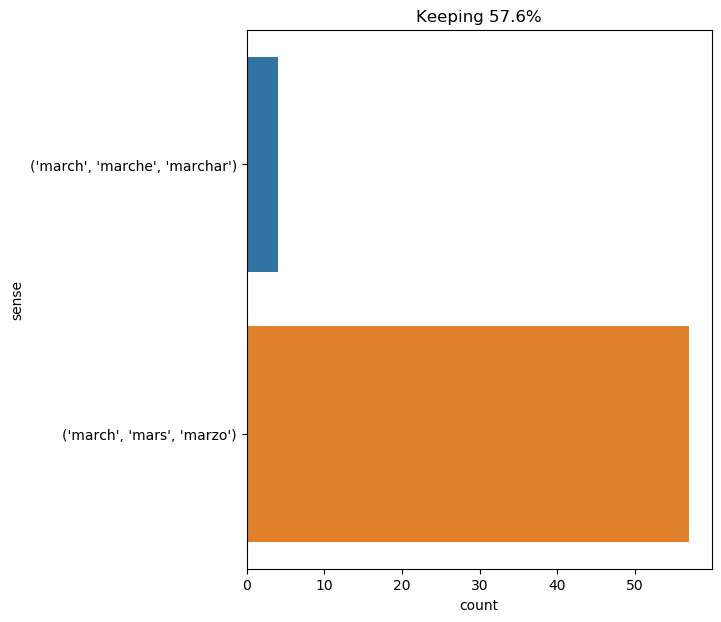 Keeping 57.6%
('march', 'marche', 'marchar')
sense
('march', 'mars', 'marzo')
0 10 20 30 40 50
count